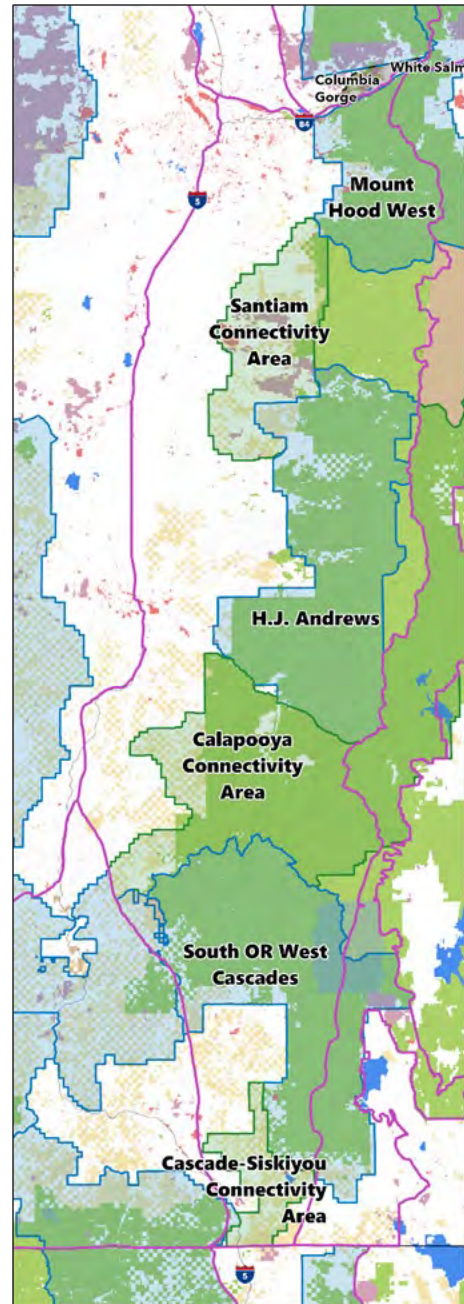 White Salm
Columbia
Gorge
84
Mount
Hood West
5
Santiam
Connectivity
Area
H.J. Andrews
Calapooya
Connectivity
Area
South OR West
Cascades
Cascade-Siskiyou
Connectivity
Area
5